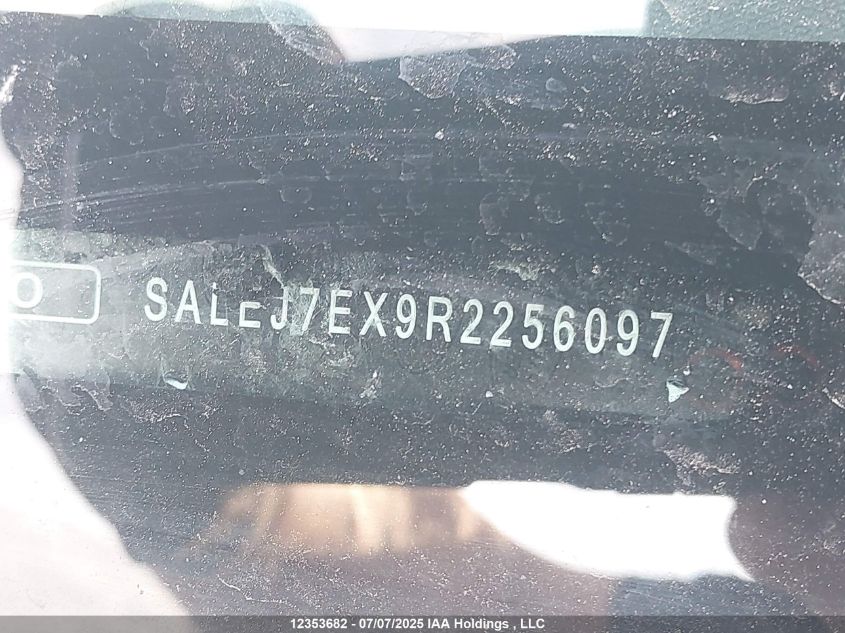 O
SALEJ7EX9R2256097
12353682 - 07/07/2025 IAA Holdings , LLC